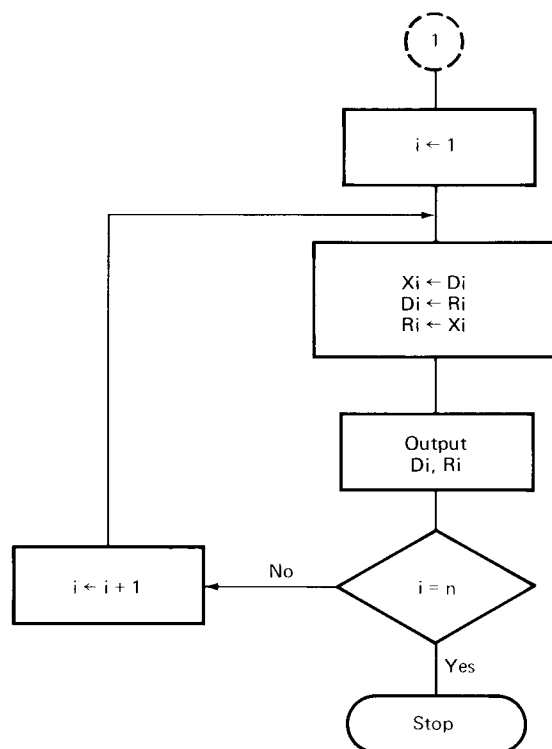 1
i ← 1
Xi ← Di
Di ← Ri
Ri ← Xi
Output
Di, Ri
i = n
No
i ← i + 1
Yes
Stop